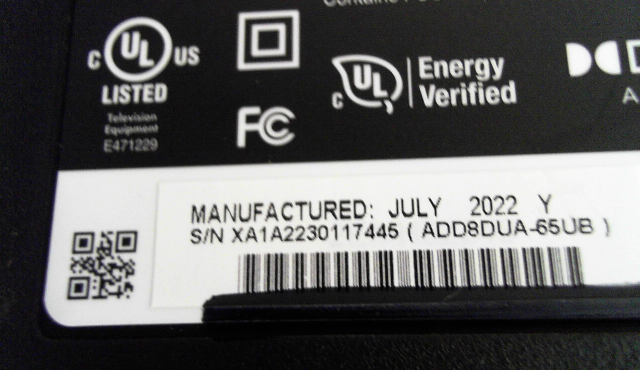 C UL US
LISTED
Television
Equipment
E471229
FC
C UL
Energy
Verified
MANUFACTURED: JULY 2022 Y
S/N XA1A2230117445 ( ADD8DUA-65UB )